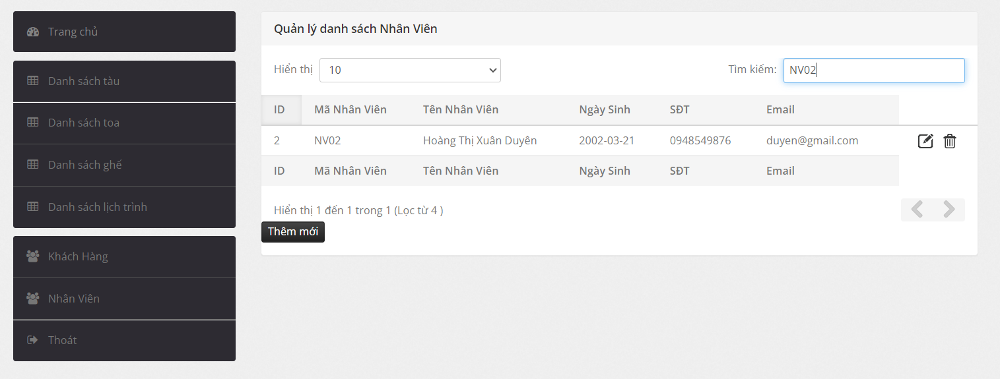 Trang chủ
Danh sách tàu
Danh sách toa
Danh sách ghế
Danh sách lịch trình
Khách Hàng
Nhân Viên
Thoát
Quản lý danh sách Nhân Viên
Hiển thị 10 Tìm kiếm: NV02
ID Mã Nhân Viên Tên Nhân Viên Ngày Sinh SĐT Email
2 NV02 Hoàng Thị Xuân Duyên 2002-03-21 0948549876 duyen@gmail.com
ID Mã Nhân Viên Tên Nhân Viên Ngày Sinh SĐT Email
Hiển thị 1 đến 1 trong 1 (Lọc từ 4 )
Thêm mới